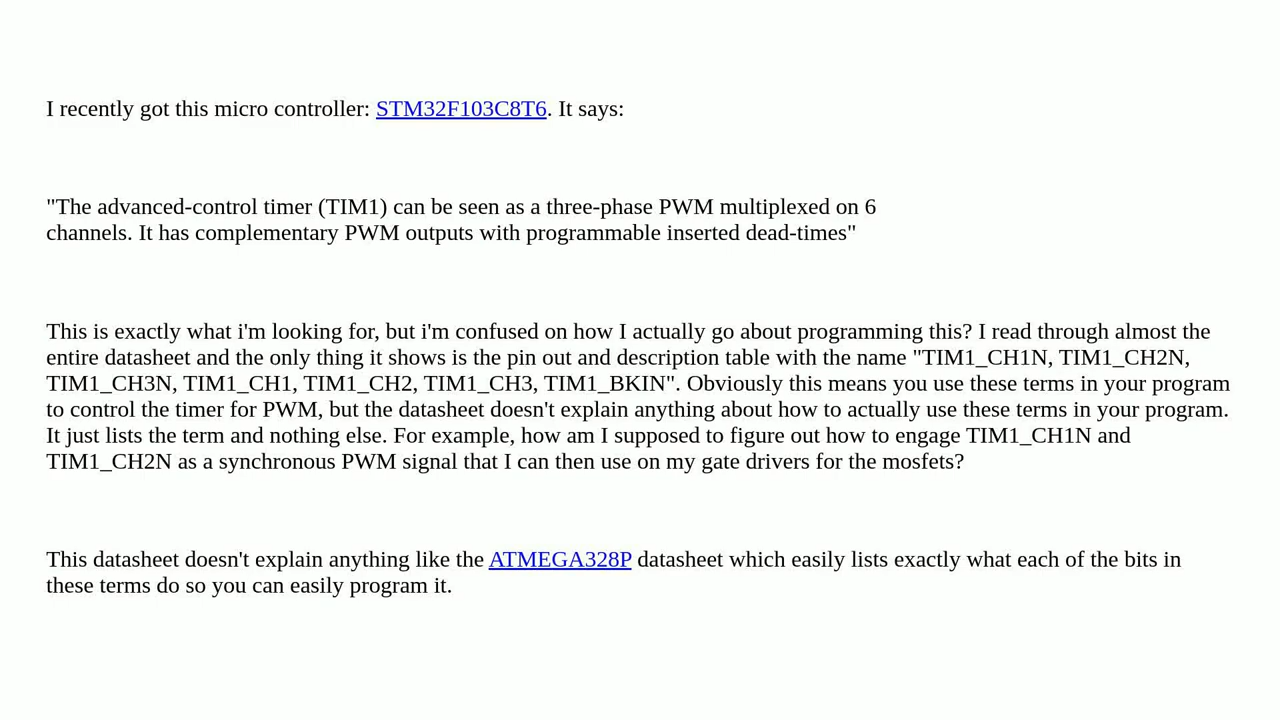 I recently got this micro controller: STM32F103C8T6. It says:
"The advanced-control timer (TIM1) can be seen as a three-phase PWM multiplexed on 6
channels. It has complementary PWM outputs with programmable inserted dead-times"
This is exactly what i'm looking for, but i'm confused on how I actually go about programming this? I read through almost the
entire datasheet and the only thing it shows is the pin out and description table with the name "TIM1_CH1N, TIM1_CH2N,
TIM1_CH3N, TIM1_CH1, TIM1_CH2, TIM1_CH3, TIM1_BKIN". Obviously this means you use these terms in your program
to control the timer for PWM, but the datasheet doesn't explain anything about how to actually use these terms in your program.
It just lists the term and nothing else. For example, how am I supposed to figure out how to engage TIM1_CH1N and
TIM1_CH2N as a synchronous PWM signal that I can then use on my gate drivers for the mosfets?
This datasheet doesn't explain anything like the ATMEGA328P datasheet which easily lists exactly what each of the bits in
these terms do so you can easily program it.